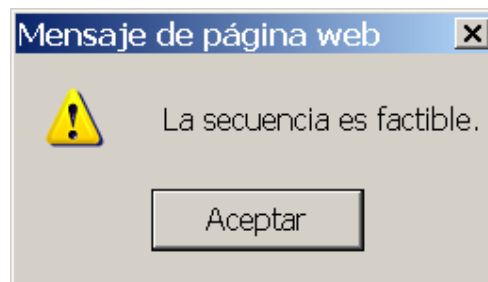 Mensaje de página web
La secuencia es factible.
Aceptar